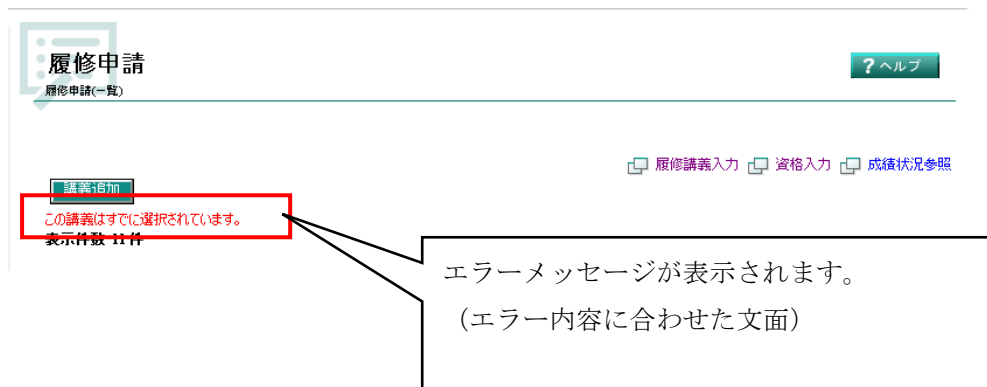 履修申請
?ヘルプ
履修申請(一覧)
履修講義入力 資格入力 成績状況参照
講義追加
この講義はすでに選択されています。
表示件数 11件
エラーメッセージが表示されます。
（エラー内容に合わせた文面）